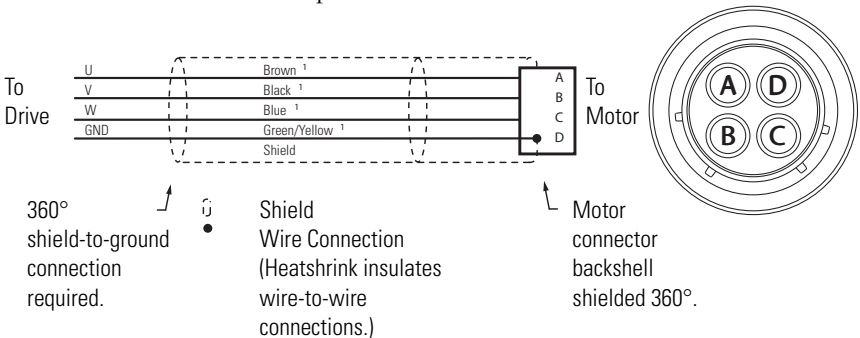 To
Drive
U Brown ¹ A
V Black ¹ B
W Blue ¹ C
GND Green/Yellow ¹ D
Shield
To
Motor
A D
B C
360°
shield-to-ground
connection
required.
Shield
Wire Connection
(Heatshrink insulates
wire-to-wire
connections.)
Motor
connector
backshell
shielded 360°.